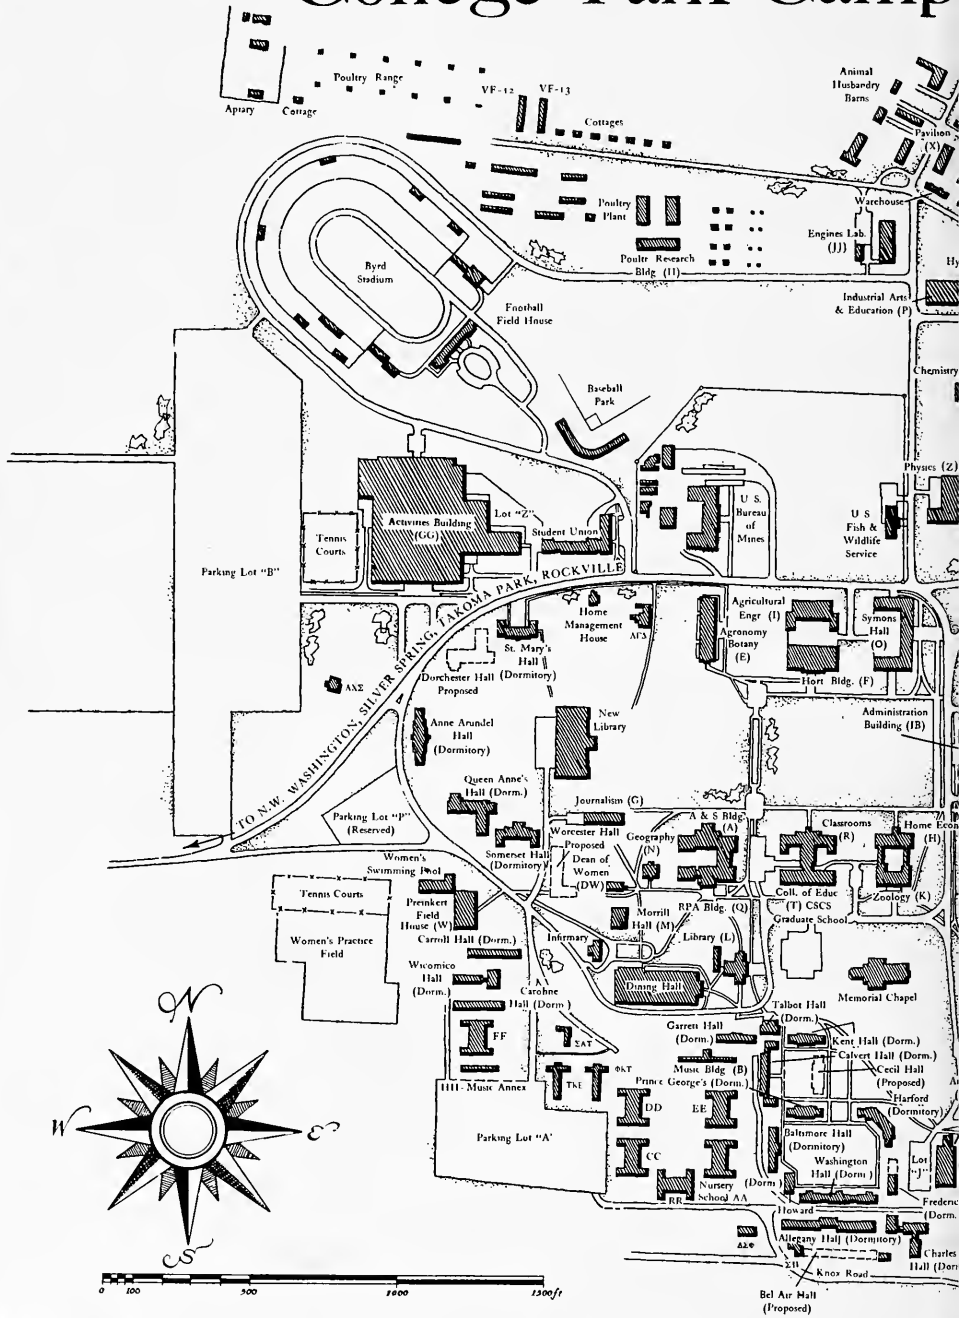 College Park Camp
Poultry Range
Apiary
Cottage
VF-12
VF-13
Cottages
Animal
Husbandry
Barns
Pavilion
(X)
Warehouse
Poultry
Plant
Engines Lab.
(JJ)
Poultr Research
Bldg (II)
Hy
Byrd
Stadium
Industrial Arts
& Education (P)
Football
Field House
Chemistry
Baseball
Park
Physics (Z)
Activities Building
(GG)
Lot "Z"
Student Union
Tennis
Courts
U S.
Bureau
of
Mines
U S
Fish &
Wildlife
Service
Parking Lot "B"
TO N.W. WASHINGTON, SILVER SPRING, TAKOMA PARK, ROCKVILLE
Home
Management
House
ΔΓΔ
Agricultural
Engr (I)
Agronomy
Botany
(E)
Symons
Hall
(O)
Hort Bldg. (F)
St. Mary's
Hall
(Dormitory)
Dorchester Hall
Proposed
ΛΧΣ
Anne Arundel
Hall
(Dormitory)
New
Library
Administration
Building (IB)
Queen Anne's
Hall (Dorm.)
Journalism (G)
Parking Lot "P"
(Reserved)
Somerset Hall
(Dormitory)
Worcester Hall
Proposed
Geography
(N)
A & S Bldg.
(A)
Classrooms
(R)
Home Econ
(H)
Dean of
Women
(DW)
Women's
Swimming Pool
Preinkert
Field
House (W)
Tennis Courts
Coll. of Educ
(T) CSCS
Graduate School
Zoology (K)
RPA Bldg. (Q)
Morrill
Hall (M)
Women's Practice
Field
Carroll Hall (Dorm.)
Infirmary
Library (L)
Wicomico
Hall
(Dorm.)
Dining Hall
Memorial Chapel
Caroline
Hall (Dorm)
Talbot Hall
(Dorm.)
Garrett Hall
(Dorm.)
Kent Hall (Dorm.)
Calvert Hall (Dorm.)
FF
ΣΑΤ
Music Bldg (B)
Cecil Hall
(Proposed)
HH- Music Annex
ΤΚΕ
ΦΚΤ
Prince
George's (Dorm.)
Harford
(Dormitory)
DD
EE
Parking Lot "A'
Baltimore Hall
(Dormitory)
CC
Washington
Hall (Dorm)
Lot
"J"
Nursery
School AA
RR
(Dorm)
Howard
Frederic
(Dorm.
ΔΣΦ
Allegany Hall (Dormitory)
ΣΠ
Knox Road
Charles
Hall (Dorm
Bel Air Hall
(Proposed)
N
W
E
S
0 100 500 1000 1500ft